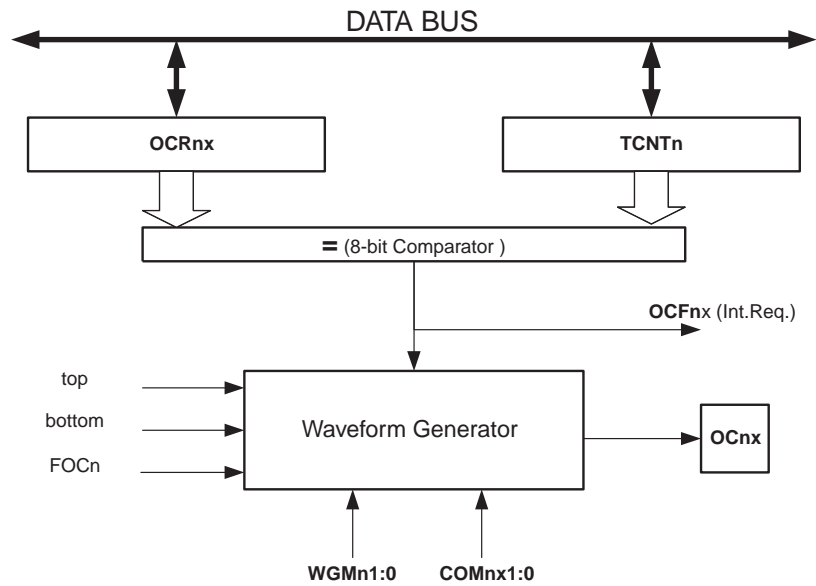 DATA BUS
OCRnx
TCNTn
= (8-bit Comparator )
OCFnx (Int.Req.)
top
bottom
FOCn
Waveform Generator
OCnx
WGMn1:0
COMnx1:0